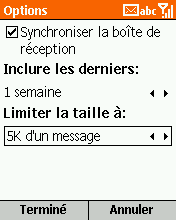 Options abc
Synchroniser la boîte de
réception
Inclure les derniers:
1 semaine
Limiter la taille à:
5K d'un message
Terminé Annuler